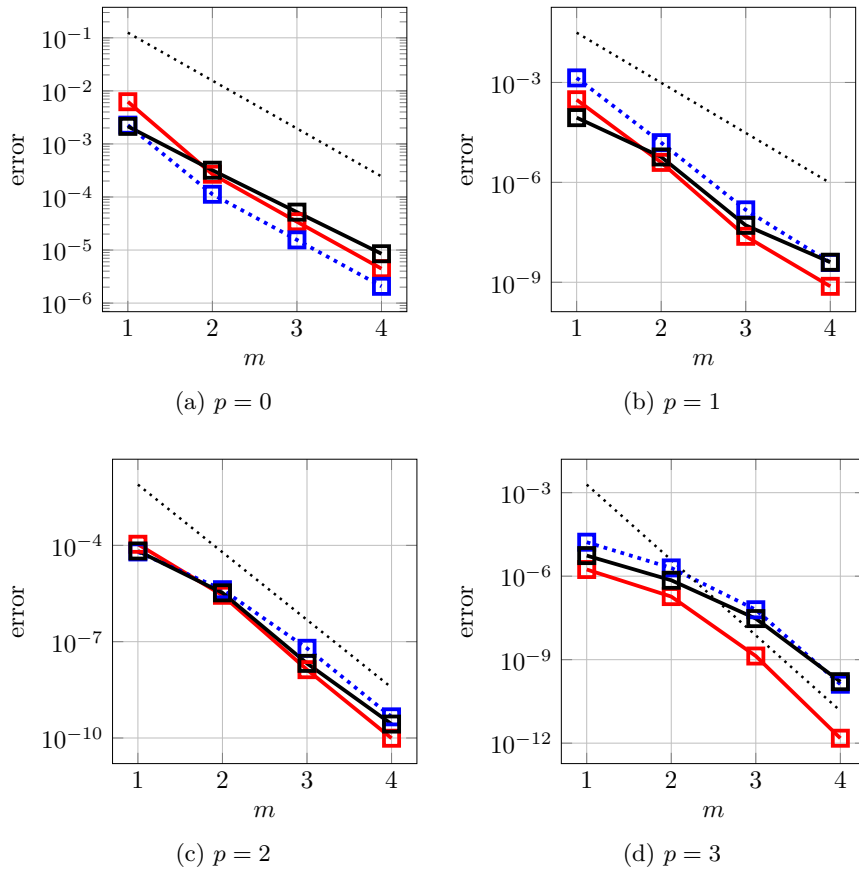 error
10^{-1}
10^{-2}
10^{-3}
10^{-4}
10^{-5}
10^{-6}
1 2 3 4
m
(a) p = 0
error
10^{-3}
10^{-6}
10^{-9}
1 2 3 4
m
(b) p = 1
error
10^{-4}
10^{-7}
10^{-10}
1 2 3 4
m
(c) p = 2
error
10^{-3}
10^{-6}
10^{-9}
10^{-12}
1 2 3 4
m
(d) p = 3